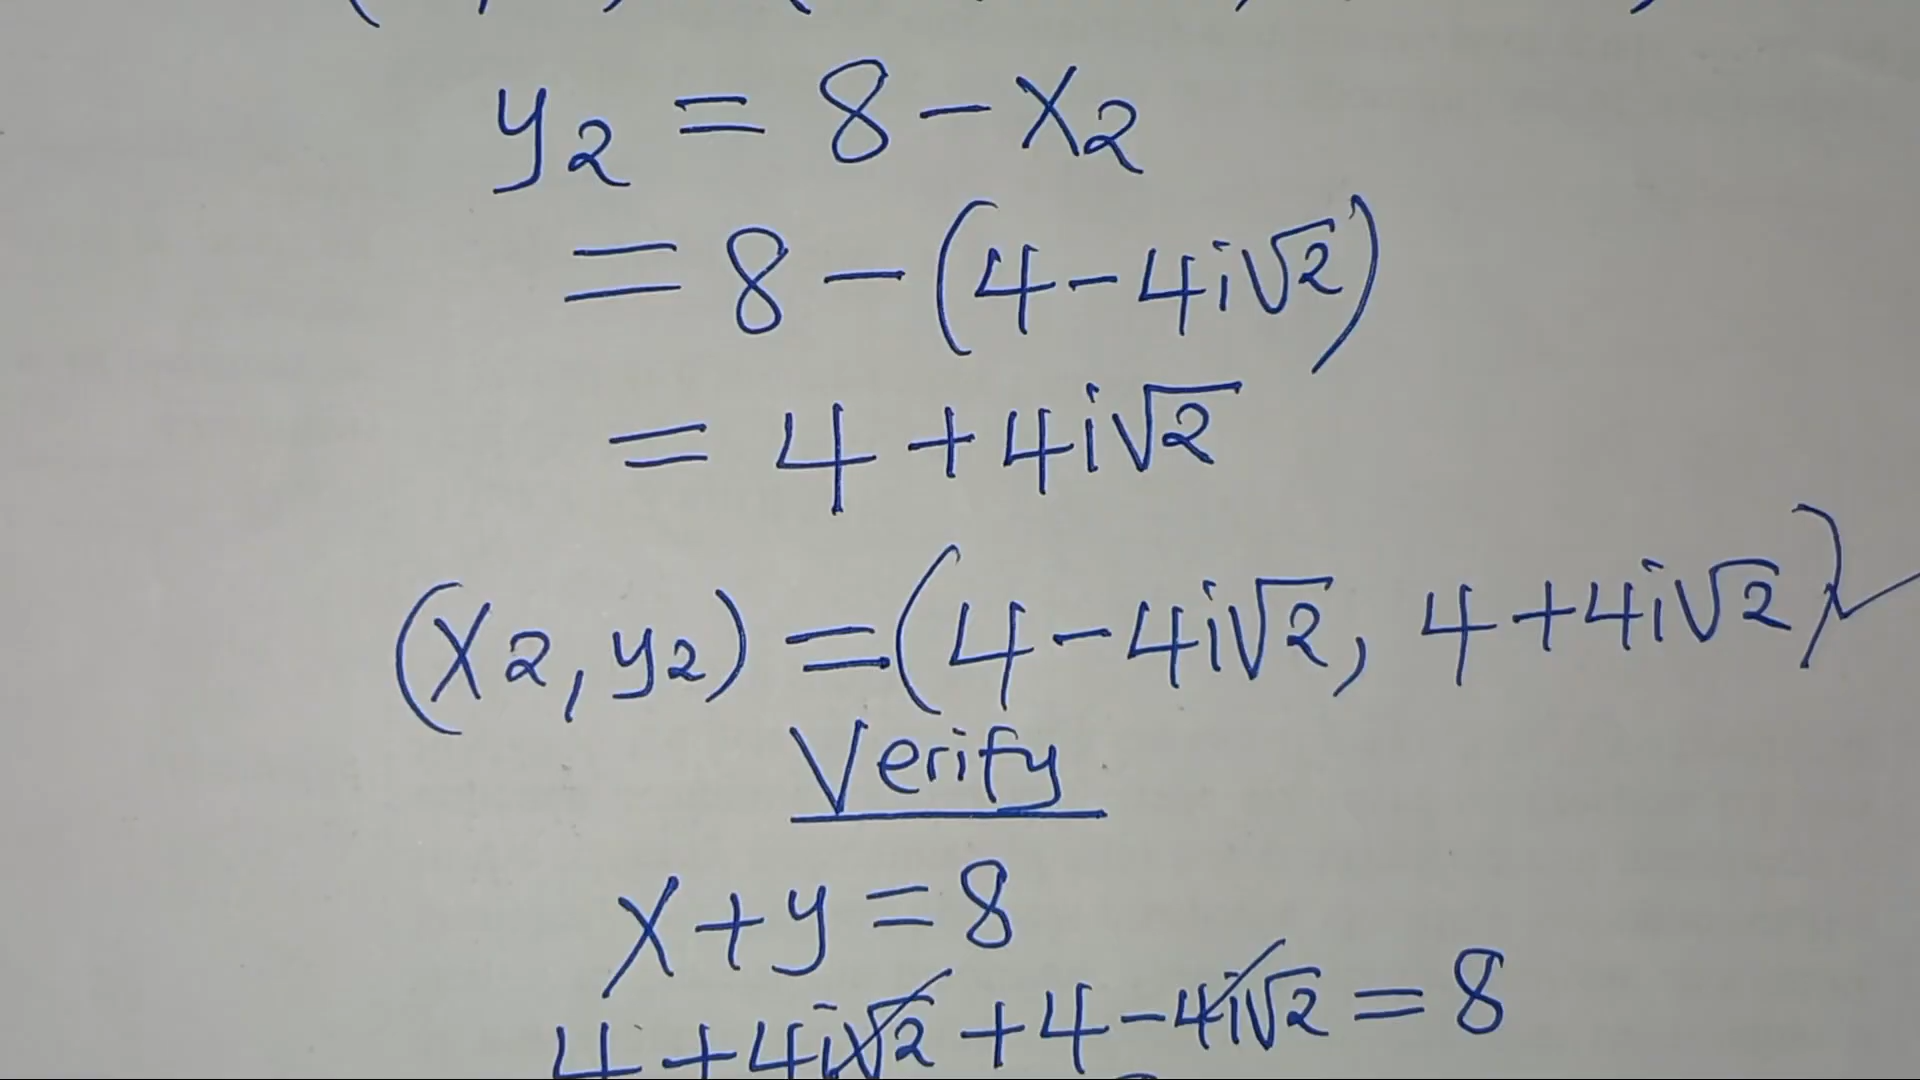 y₂ = 8 - x₂
= 8 - (4 - 4i√2)
= 4 + 4i√2
(x₂, y₂) = (4 - 4i√2, 4 + 4i√2)
Verify
x + y = 8
4 + 4i√2 + 4 - 4i√2 = 8